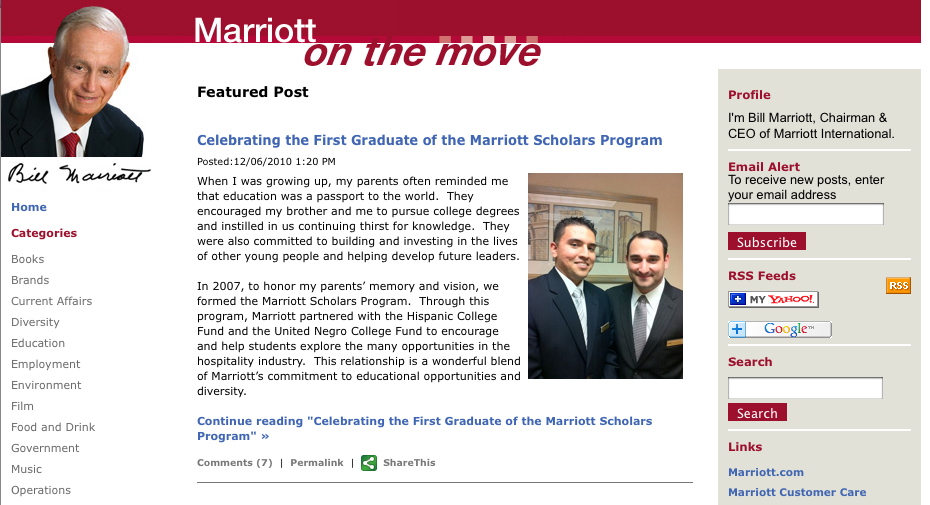 Marriott
on the move
Bill Marriott
Home
Categories
Books
Brands
Current Affairs
Diversity
Education
Employment
Environment
Film
Food and Drink
Government
Music
Operations
Featured Post
Celebrating the First Graduate of the Marriott Scholars Program
Posted:12/06/2010 1:20 PM
When I was growing up, my parents often reminded me
that education was a passport to the world.  They
encouraged my brother and me to pursue college degrees
and instilled in us continuing thirst for knowledge.  They
were also committed to building and investing in the lives
of other young people and helping develop future leaders.
In 2007, to honor my parents’ memory and vision, we
formed the Marriott Scholars Program.  Through this
program, Marriott partnered with the Hispanic College
Fund and the United Negro College Fund to encourage
and help students explore the many opportunities in the
hospitality industry.  This relationship is a wonderful blend
of Marriott’s commitment to educational opportunities and
diversity.
Continue reading "Celebrating the First Graduate of the Marriott Scholars
Program" »
Comments (7) | Permalink | ShareThis
Profile
I'm Bill Marriott, Chairman &
CEO of Marriott International.
Email Alert
To receive new posts, enter
your email address
Subscribe
RSS Feeds
RSS
MY YAHOO!
Google™
Search
Search
Links
Marriott.com
Marriott Customer Care